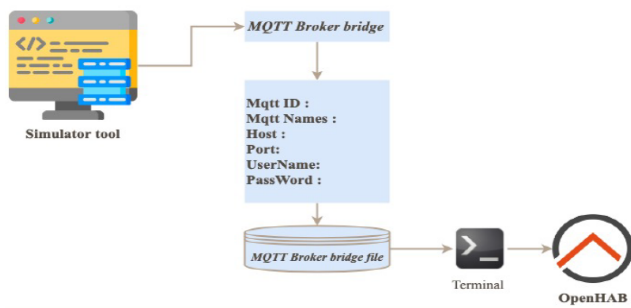 MQTT Broker bridge
Simulator tool
Mqtt ID :
Mqtt Names :
Host :
Port:
UserName:
PassWord :
MQTT Broker bridge file
Terminal
OpenHAB